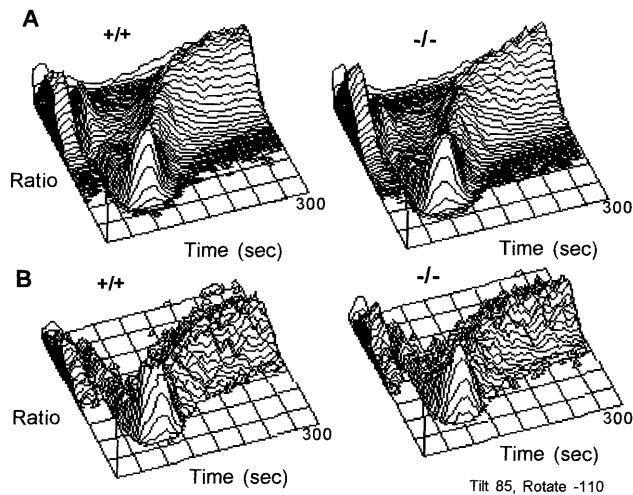 A
+/+
-/-
Ratio
300
300
Time (sec)
Time (sec)
B
+/+
-/-
Ratio
300
300
Time (sec)
Time (sec)
Tilt 85, Rotate -110